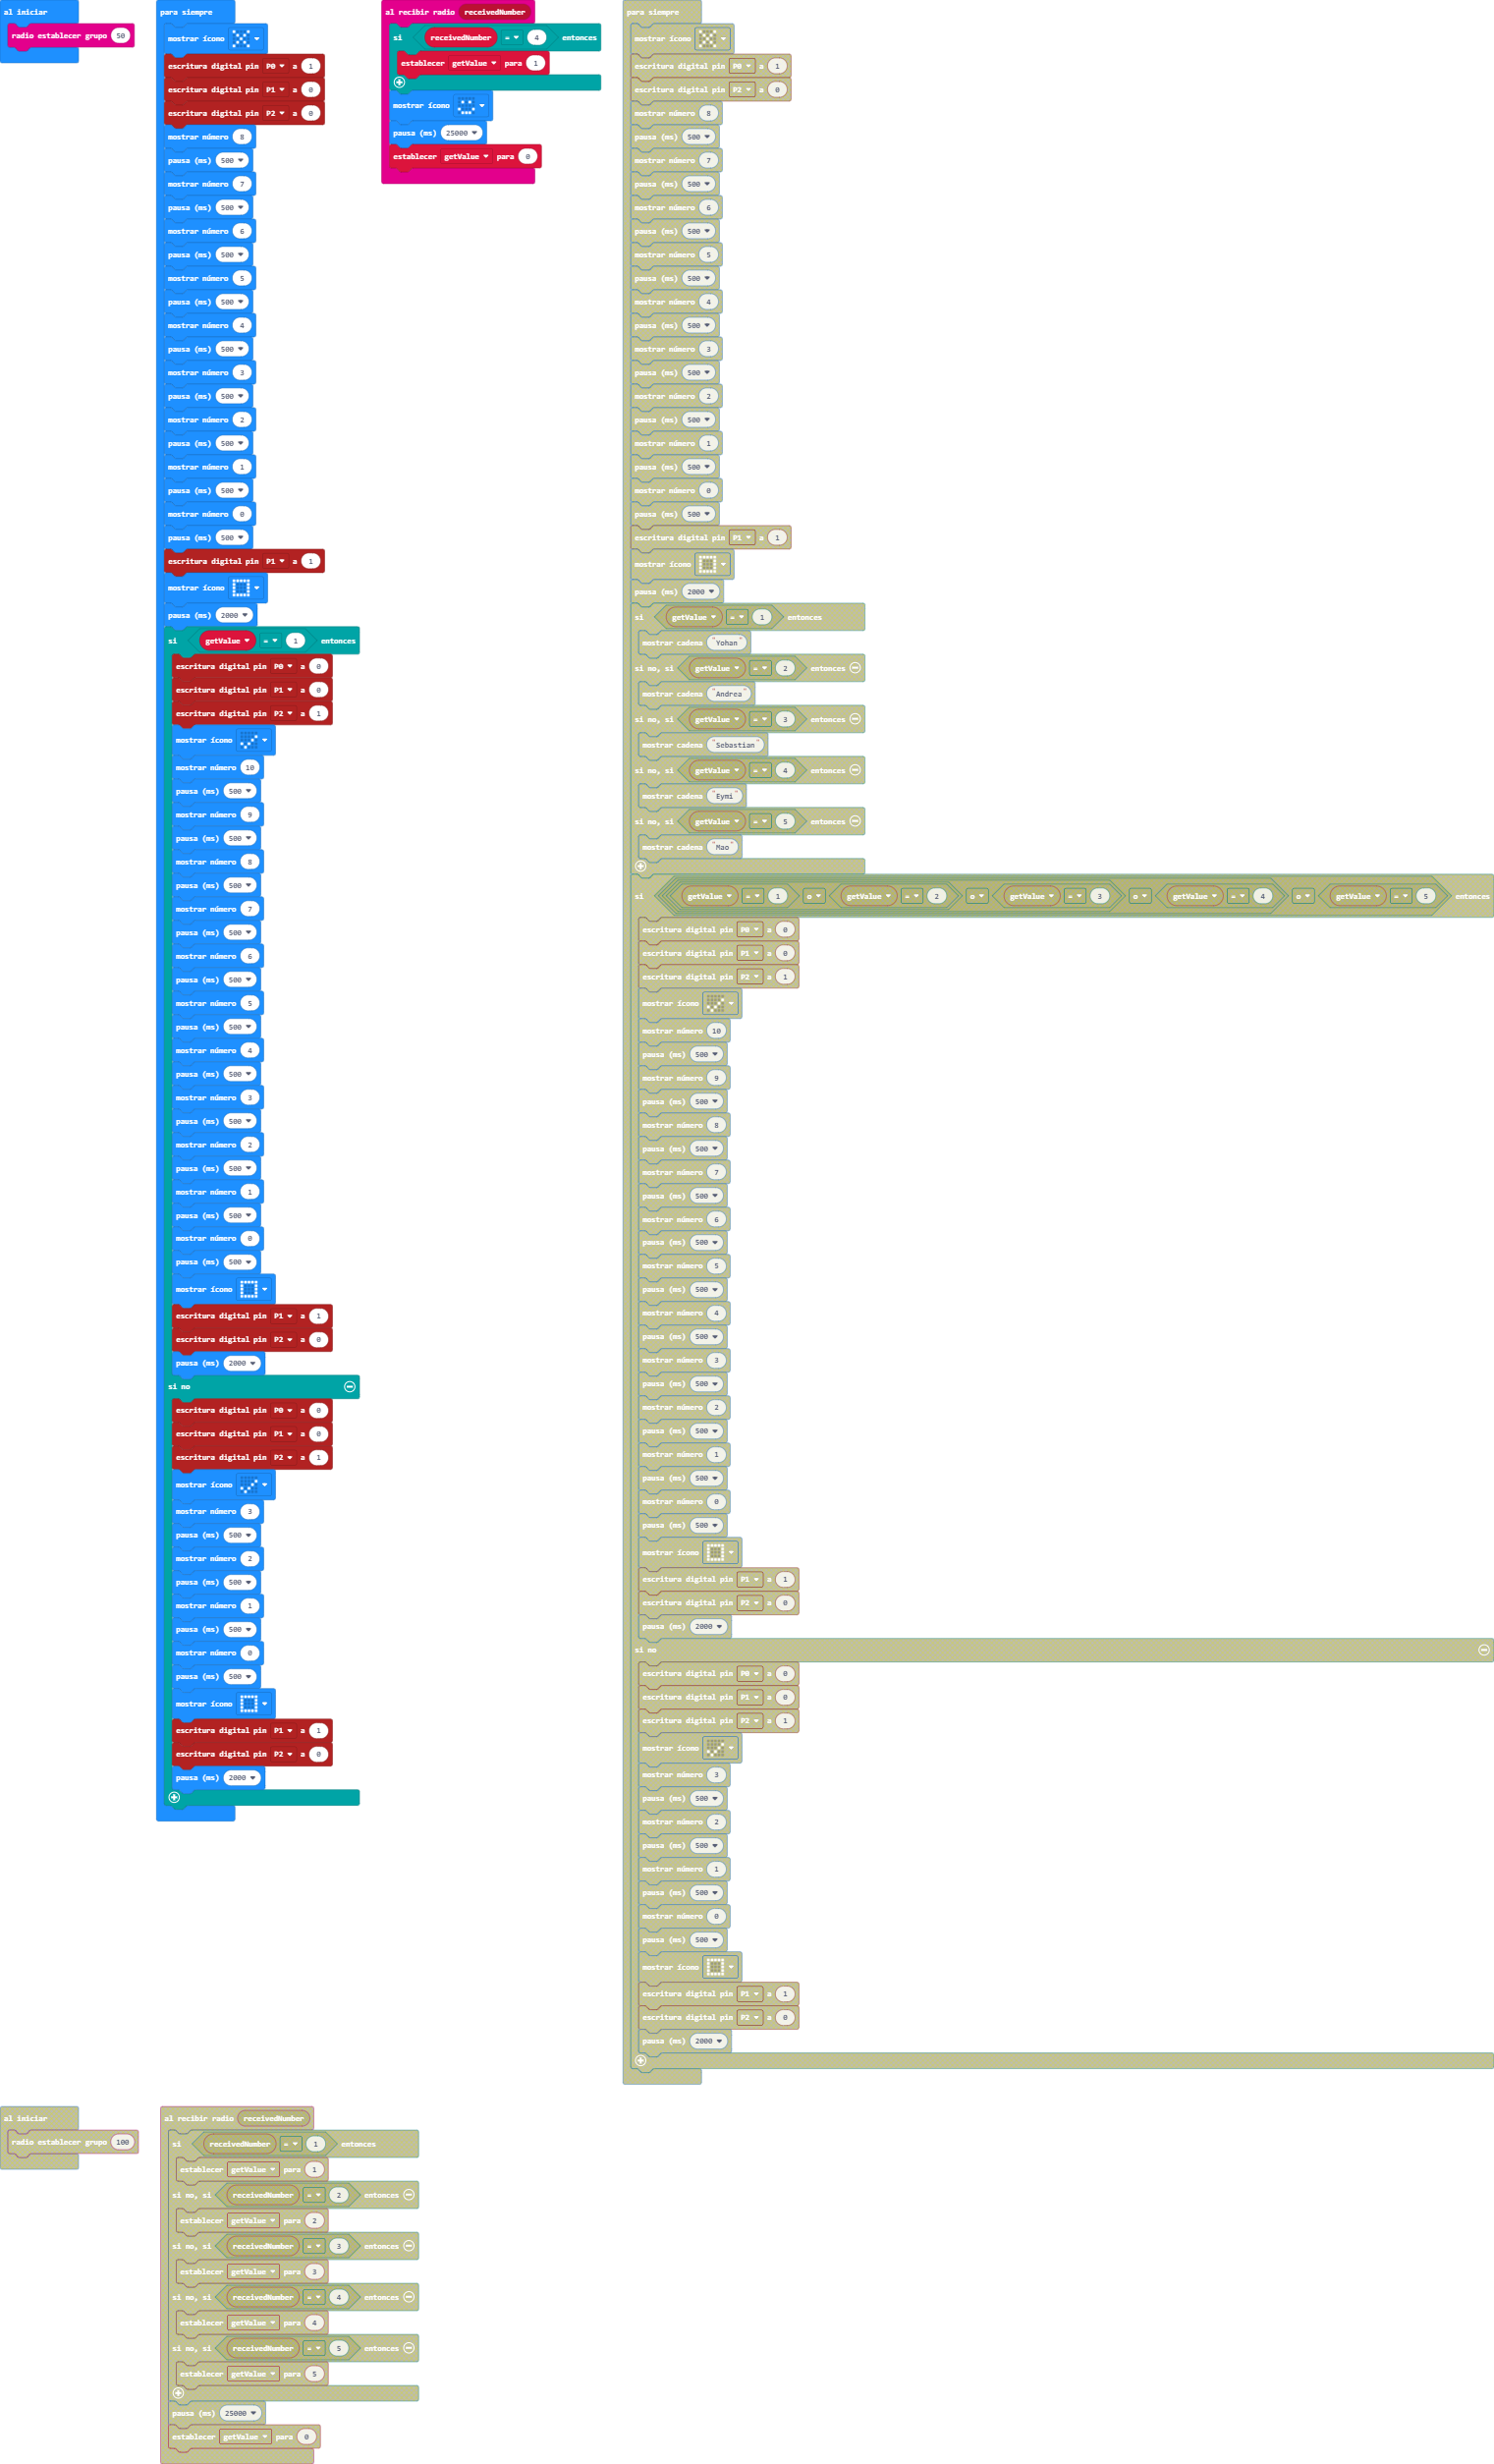 al iniciar
radio establecer grupo 50
para siempre
mostrar ícono
escritura digital pin P0 a 1
escritura digital pin P1 a 0
escritura digital pin P2 a 0
mostrar número 8
pausa (ms) 500
mostrar número 7
pausa (ms) 500
mostrar número 6
pausa (ms) 500
mostrar número 5
pausa (ms) 500
mostrar número 4
pausa (ms) 500
mostrar número 3
pausa (ms) 500
mostrar número 2
pausa (ms) 500
mostrar número 1
pausa (ms) 500
mostrar número 0
pausa (ms) 500
escritura digital pin P1 a 1
mostrar ícono
pausa (ms) 2000
si getValue = 1 entonces
escritura digital pin P0 a 0
escritura digital pin P1 a 0
escritura digital pin P2 a 1
mostrar ícono
mostrar número 10
pausa (ms) 500
mostrar número 9
pausa (ms) 500
mostrar número 8
pausa (ms) 500
mostrar número 7
pausa (ms) 500
mostrar número 6
pausa (ms) 500
mostrar número 5
pausa (ms) 500
mostrar número 4
pausa (ms) 500
mostrar número 3
pausa (ms) 500
mostrar número 2
pausa (ms) 500
mostrar número 1
pausa (ms) 500
mostrar número 0
pausa (ms) 500
mostrar ícono
escritura digital pin P1 a 1
escritura digital pin P2 a 0
pausa (ms) 2000
si no
escritura digital pin P0 a 0
escritura digital pin P1 a 0
escritura digital pin P2 a 1
mostrar ícono
mostrar número 3
pausa (ms) 500
mostrar número 2
pausa (ms) 500
mostrar número 1
pausa (ms) 500
mostrar número 0
pausa (ms) 500
mostrar ícono
escritura digital pin P1 a 1
escritura digital pin P2 a 0
pausa (ms) 2000
al recibir radio receivedNumber
si receivedNumber = 4 entonces
establecer getValue para 1
mostrar ícono
pausa (ms) 25000
establecer getValue para 0
para siempre
mostrar ícono
escritura digital pin P0 a 1
escritura digital pin P2 a 0
mostrar número 8
pausa (ms) 500
mostrar número 7
pausa (ms) 500
mostrar número 6
pausa (ms) 500
mostrar número 5
pausa (ms) 500
mostrar número 4
pausa (ms) 500
mostrar número 3
pausa (ms) 500
mostrar número 2
pausa (ms) 500
mostrar número 1
pausa (ms) 500
mostrar número 0
pausa (ms) 500
escritura digital pin P1 a 1
mostrar ícono
pausa (ms) 2000
si getValue = 1 entonces
mostrar cadena "Yohan"
si no, si getValue = 2 entonces
mostrar cadena "Andrea"
si no, si getValue = 3 entonces
mostrar cadena "Sebastian"
si no, si getValue = 4 entonces
mostrar cadena "Eymi"
si no, si getValue = 5 entonces
mostrar cadena "Mao"
si getValue = 1 o getValue = 2 o getValue = 3 o getValue = 4 o getValue = 5 entonces
escritura digital pin P0 a 0
escritura digital pin P1 a 0
escritura digital pin P2 a 1
mostrar ícono
mostrar número 10
pausa (ms) 500
mostrar número 9
pausa (ms) 500
mostrar número 8
pausa (ms) 500
mostrar número 7
pausa (ms) 500
mostrar número 6
pausa (ms) 500
mostrar número 5
pausa (ms) 500
mostrar número 4
pausa (ms) 500
mostrar número 3
pausa (ms) 500
mostrar número 2
pausa (ms) 500
mostrar número 1
pausa (ms) 500
mostrar número 0
pausa (ms) 500
mostrar ícono
escritura digital pin P1 a 1
escritura digital pin P2 a 0
pausa (ms) 2000
si no
escritura digital pin P0 a 0
escritura digital pin P1 a 0
escritura digital pin P2 a 1
mostrar ícono
mostrar número 3
pausa (ms) 500
mostrar número 2
pausa (ms) 500
mostrar número 1
pausa (ms) 500
mostrar número 0
pausa (ms) 500
mostrar ícono
escritura digital pin P1 a 1
escritura digital pin P2 a 0
pausa (ms) 2000
al iniciar
radio establecer grupo 100
al recibir radio receivedNumber
si receivedNumber = 1 entonces
establecer getValue para 1
si no, si receivedNumber = 2 entonces
establecer getValue para 2
si no, si receivedNumber = 3 entonces
establecer getValue para 3
si no, si receivedNumber = 4 entonces
establecer getValue para 4
si no, si receivedNumber = 5 entonces
establecer getValue para 5
pausa (ms) 25000
establecer getValue para 0